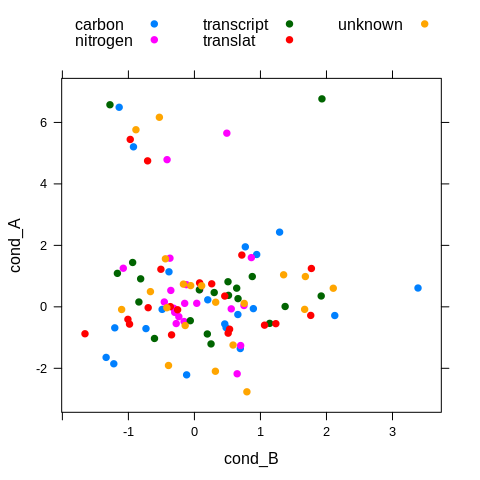 carbon transcript unknown
nitrogen translat
6
4
2
0
-2
cond_A
-1 0 1 2 3
cond_B